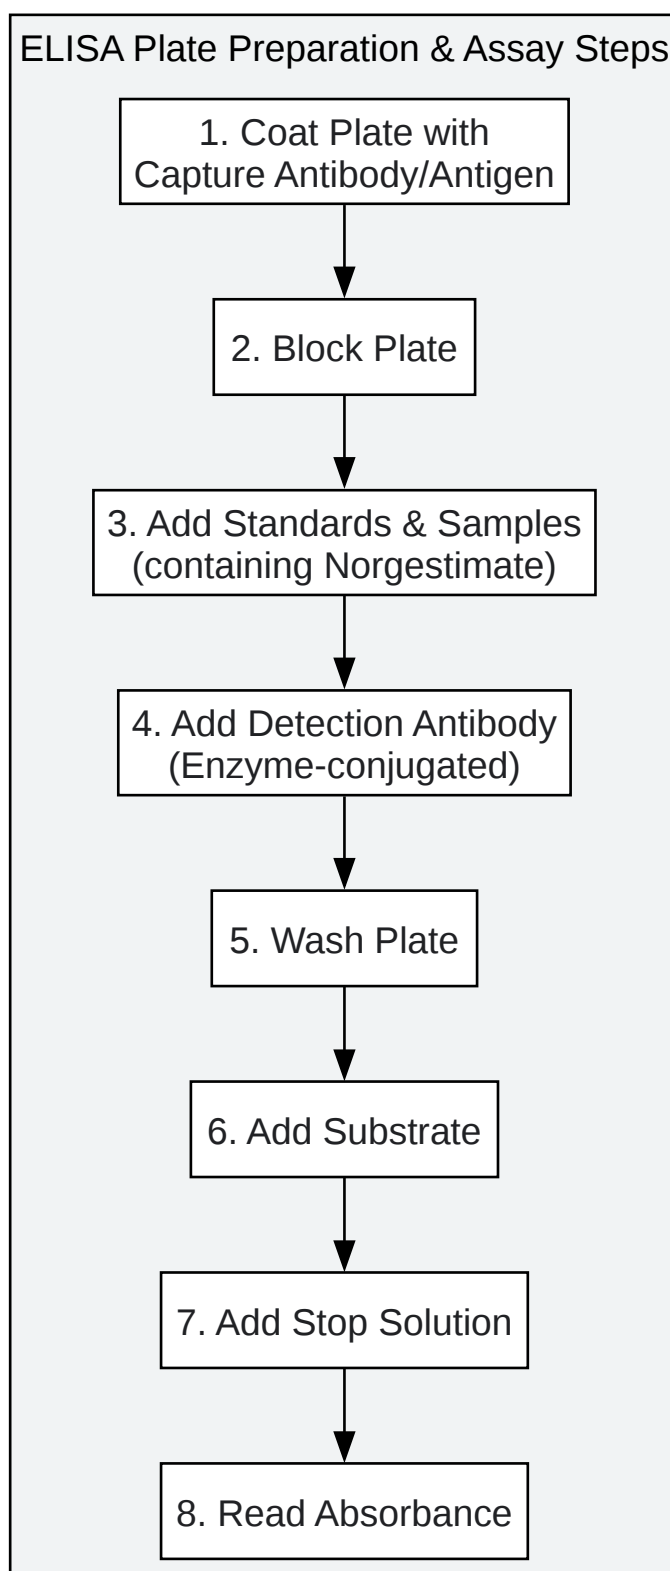 ELISA Plate Preparation & Assay Steps
1. Coat Plate with
Capture Antibody/Antigen
2. Block Plate
3. Add Standards & Samples
(containing Norgestimate)
4. Add Detection Antibody
(Enzyme-conjugated)
5. Wash Plate
6. Add Substrate
7. Add Stop Solution
8. Read Absorbance